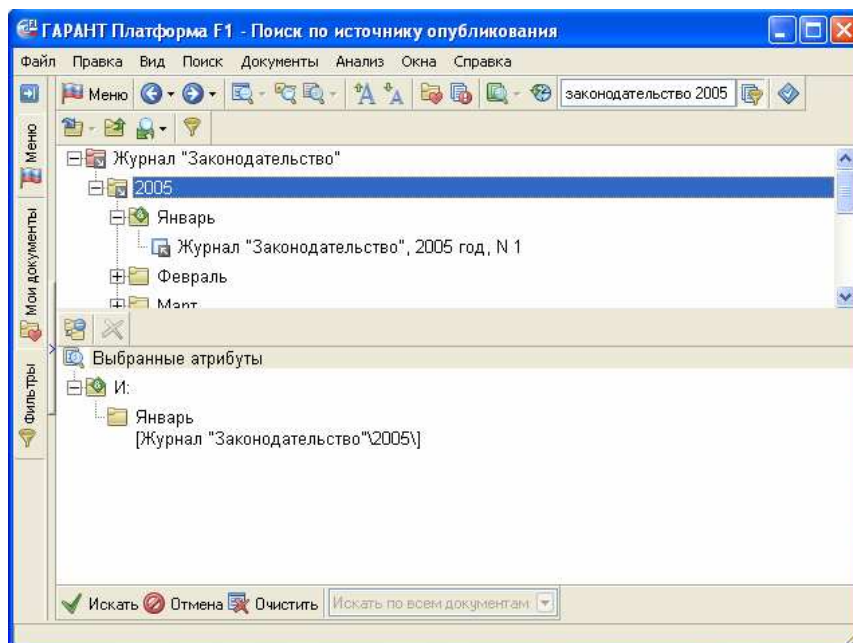 ГАРАНТ Платформа F1 - Поиск по источнику опубликования
Файл Правка Вид Поиск Документы Анализ Окна Справка
Меню законодательство 2005
Меню
Мои документы
Фильтры
Журнал "Законодательство"
2005
Январь
Журнал "Законодательство", 2005 год, N 1
Февраль
Март
Выбранные атрибуты
И:
Январь
[Журнал "Законодательство"\2005\]
Искать Отмена Очистить Искать по всем документам